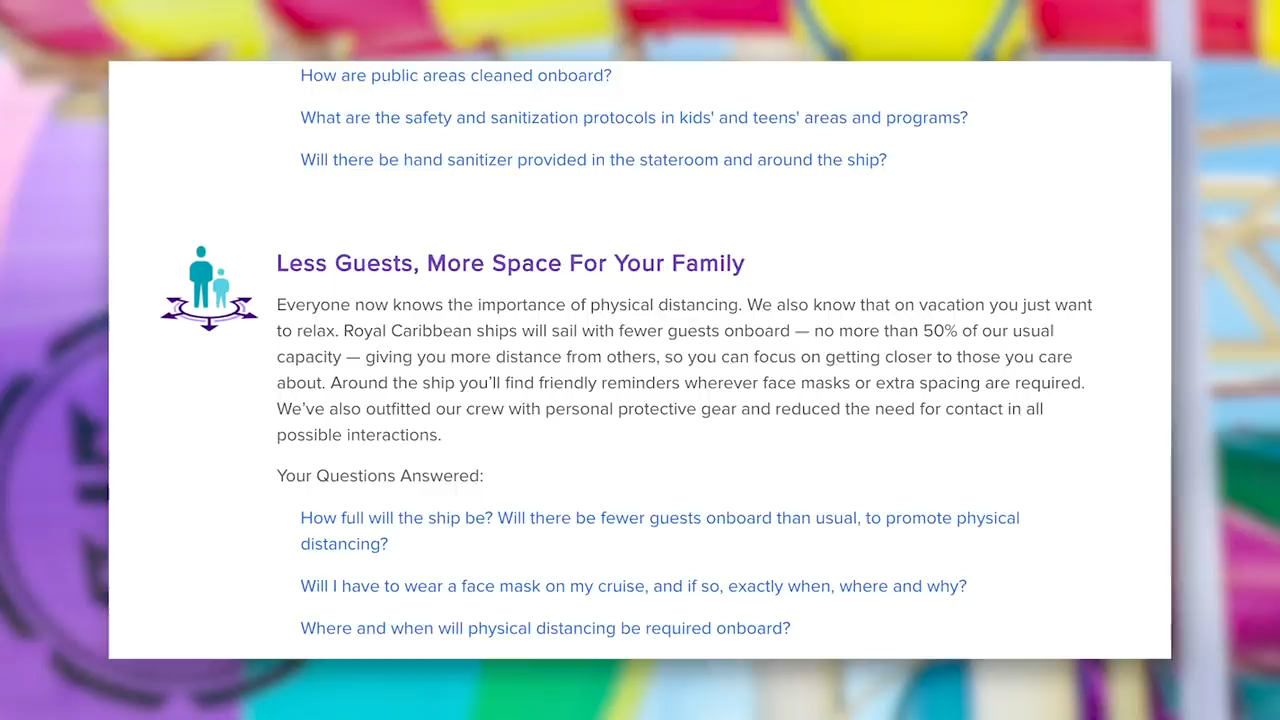 How are public areas cleaned onboard?
What are the safety and sanitization protocols in kids' and teens' areas and programs?
Will there be hand sanitizer provided in the stateroom and around the ship?
Less Guests, More Space For Your Family
Everyone now knows the importance of physical distancing. We also know that on vacation you just want
to relax. Royal Caribbean ships will sail with fewer guests onboard — no more than 50% of our usual
capacity — giving you more distance from others, so you can focus on getting closer to those you care
about. Around the ship you’ll find friendly reminders wherever face masks or extra spacing are required.
We’ve also outfitted our crew with personal protective gear and reduced the need for contact in all
possible interactions.
Your Questions Answered:
How full will the ship be? Will there be fewer guests onboard than usual, to promote physical
distancing?
Will I have to wear a face mask on my cruise, and if so, exactly when, where and why?
Where and when will physical distancing be required onboard?